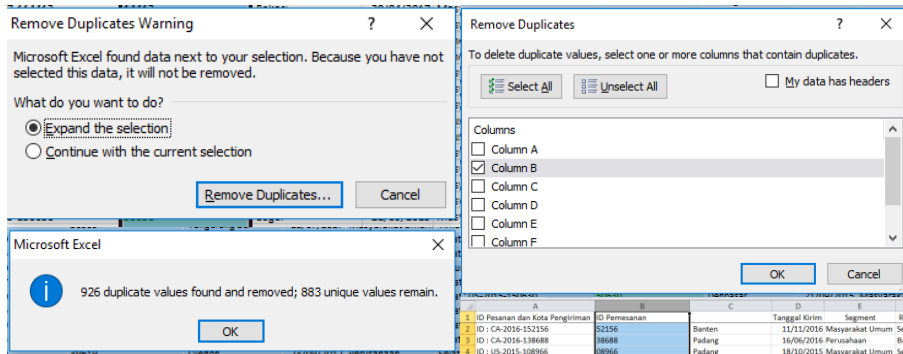 Remove Duplicates Warning ? ×
Microsoft Excel found data next to your selection. Because you have not
selected this data, it will not be removed.
What do you want to do?
Expand the selection
Continue with the current selection
Remove Duplicates... Cancel
Microsoft Excel ×
926 duplicate values found and removed; 883 unique values remain.
OK
Remove Duplicates ? ×
To delete duplicate values, select one or more columns that contain duplicates.
Select All Unselect All My data has headers
Columns
Column A
Column B
Column C
Column D
Column E
Column F
OK Cancel
A B C D E
1 ID Pesanan dan Kota Pengiriman ID Pemesanan Tanggal Kirim Segment
2 ID : CA-2016-152156 52156 Banten 11/11/2016 Masyarakat Umum
3 ID : CA-2016-138688 38688 Padang 16/06/2016 Perusahaan
4 ID : US-2015-108966 08966 Padang 18/10/2015 Masyarakat Umum